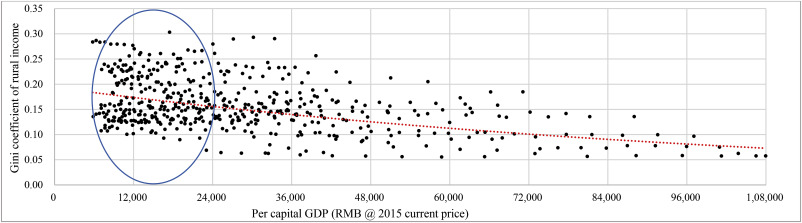 0.35
0.30
0.25
0.20
0.15
0.10
0.05
0.00
Gini coefficient of rural income
0 12,000 24,000 36,000 48,000 60,000 72,000 84,000 96,000 1,08,000
Per capital GDP (RMB @ 2015 current price)